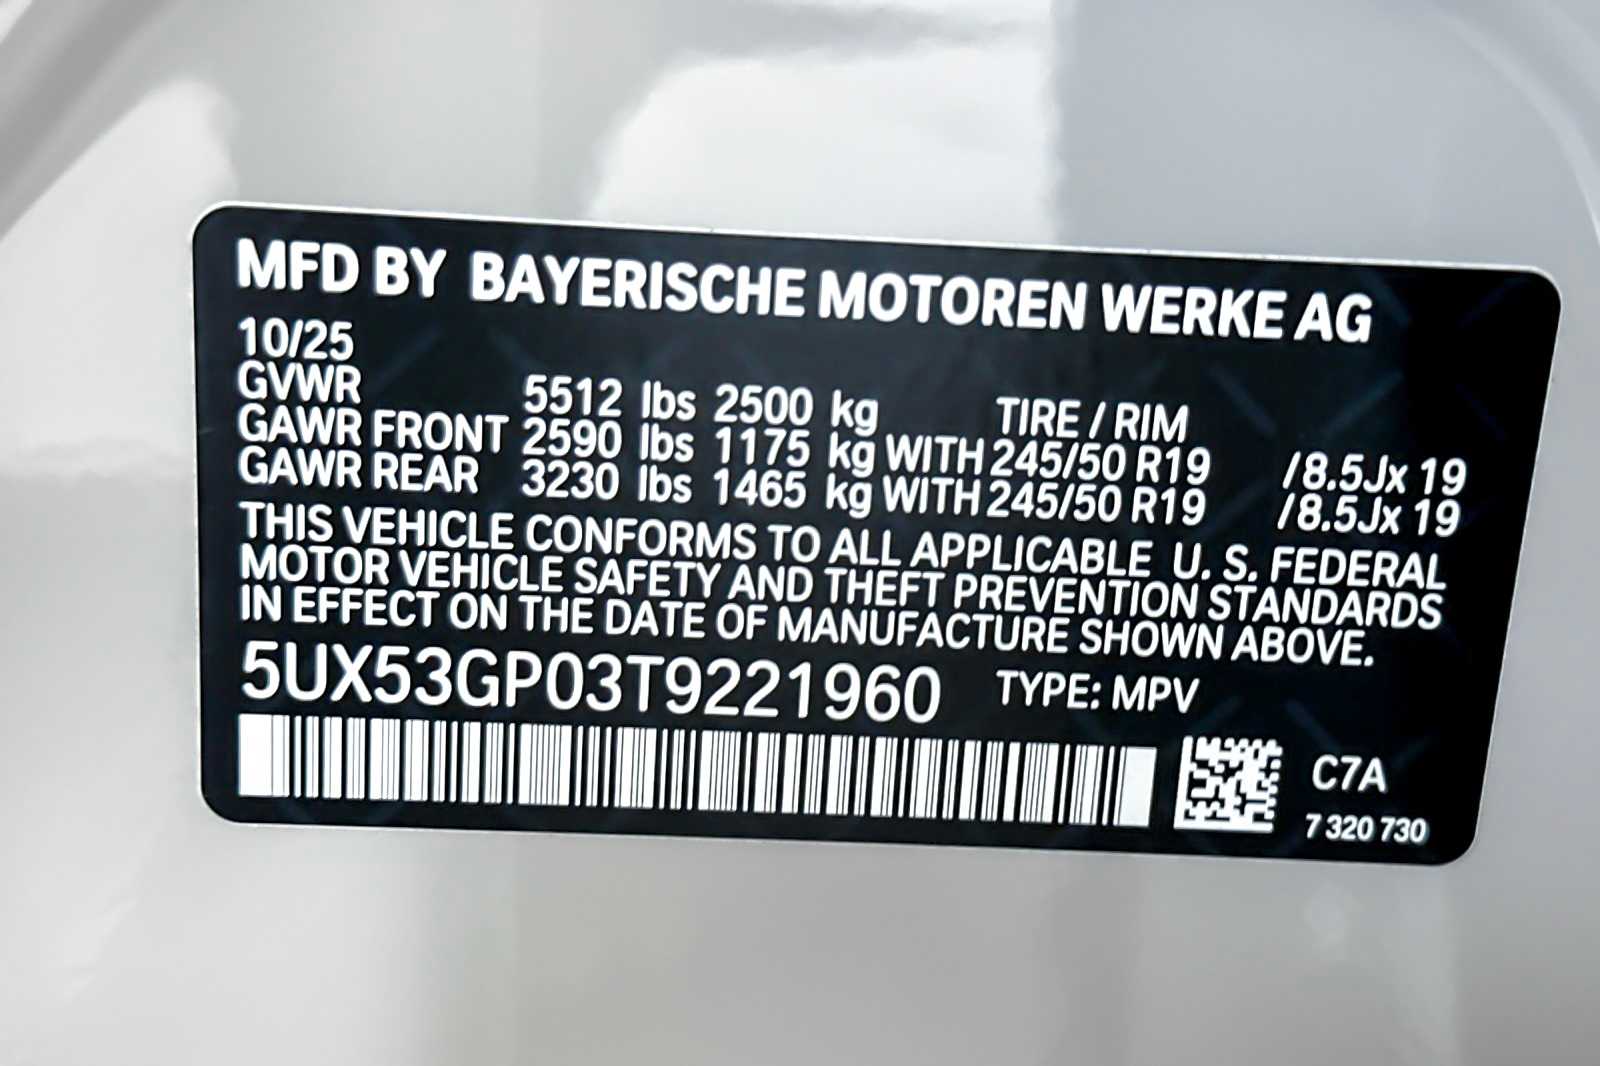 MFD BY BAYERISCHE MOTOREN WERKE AG
10/25
GVWR 5512 lbs 2500 kg TIRE / RIM
GAWR FRONT 2590 lbs 1175 kg WITH 245/50 R19 /8.5Jx 19
GAWR REAR 3230 lbs 1465 kg WITH 245/50 R19 /8.5Jx 19
THIS VEHICLE CONFORMS TO ALL APPLICABLE U. S. FEDERAL
MOTOR VEHICLE SAFETY AND THEFT PREVENTION STANDARDS
IN EFFECT ON THE DATE OF MANUFACTURE SHOWN ABOVE.
5UX53GP03T9221960 TYPE: MPV
C7A
7 320 730